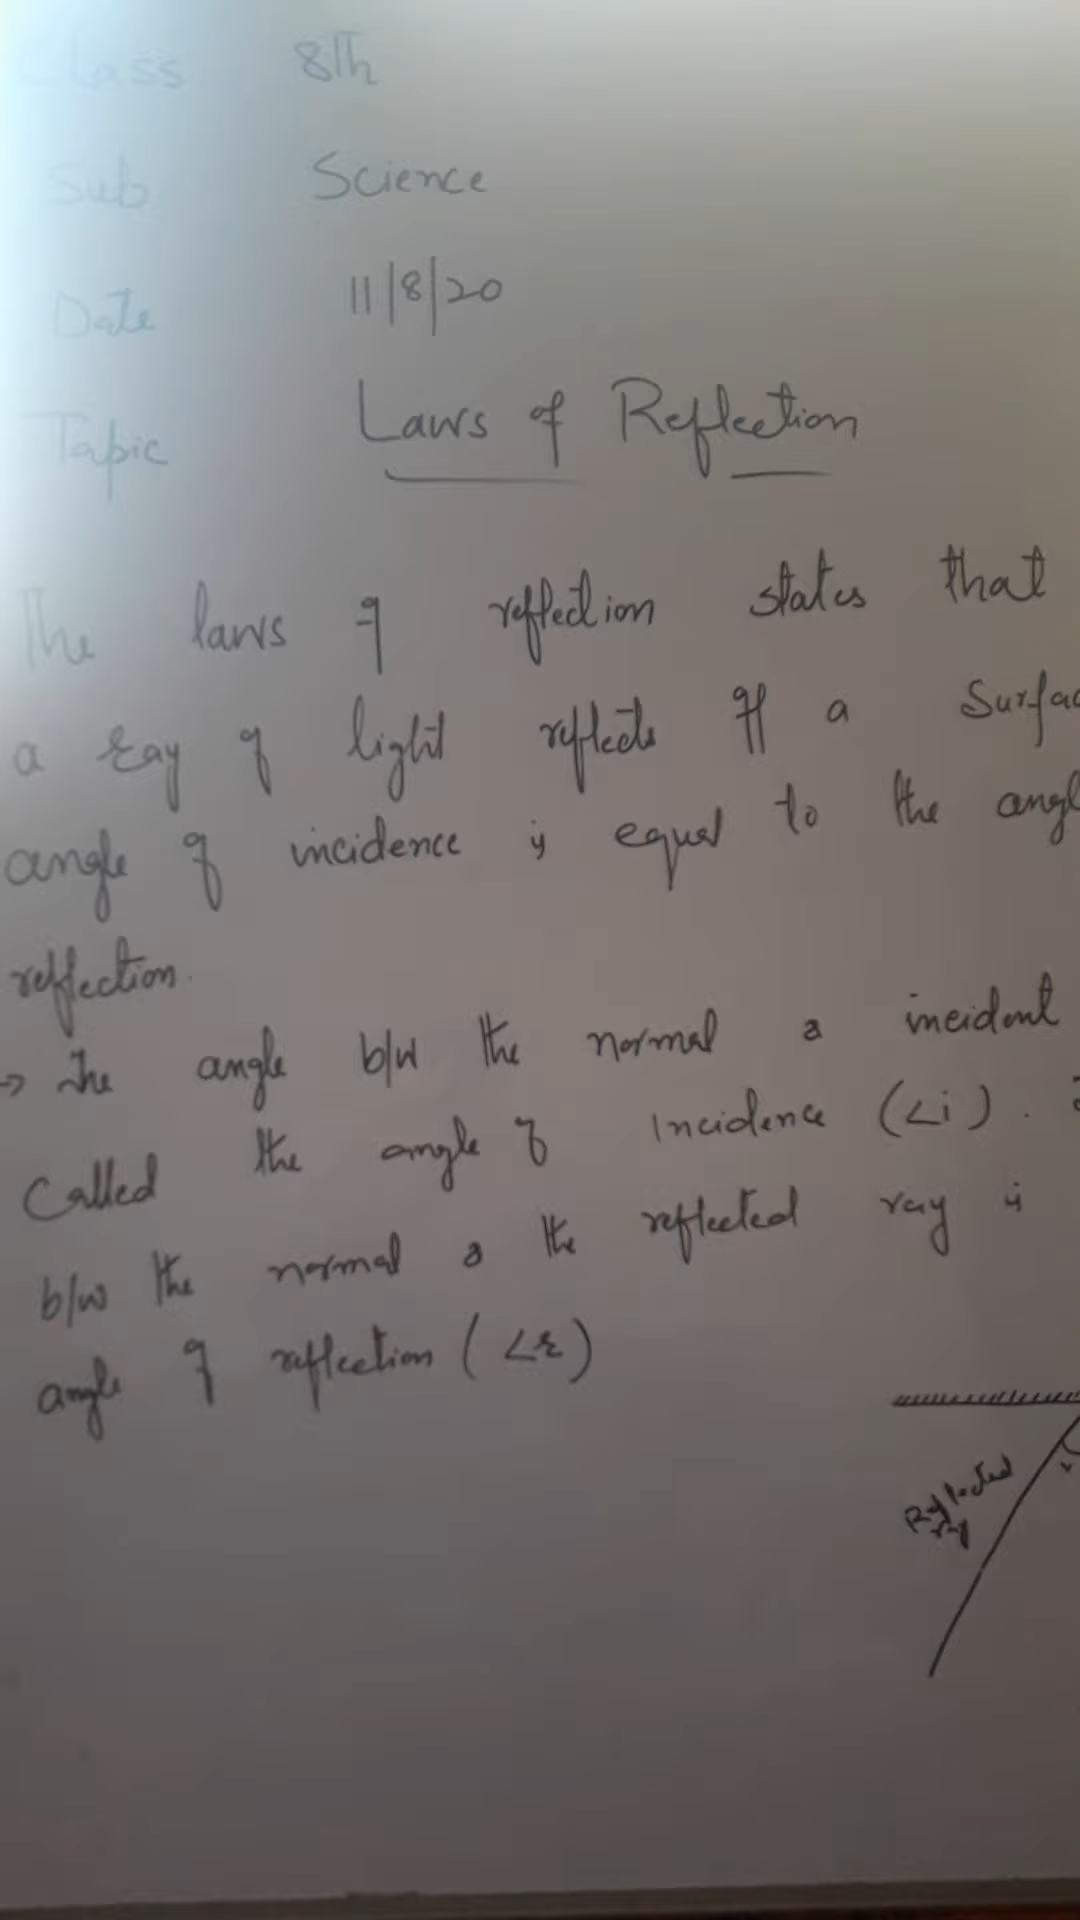 Class 8th
Sub Science
Date 11/8/20
Topic Laws of Reflection
The laws of reflection states that
a ray of light reflects off a Surfac
angle of incidence is equal to the angl
reflection.
→ The angle b/w the normal & incident
Called the angle of Incidence (∠i).
b/w the normal & the reflected ray is
angle of reflection (∠r)
Reflected
ray
r